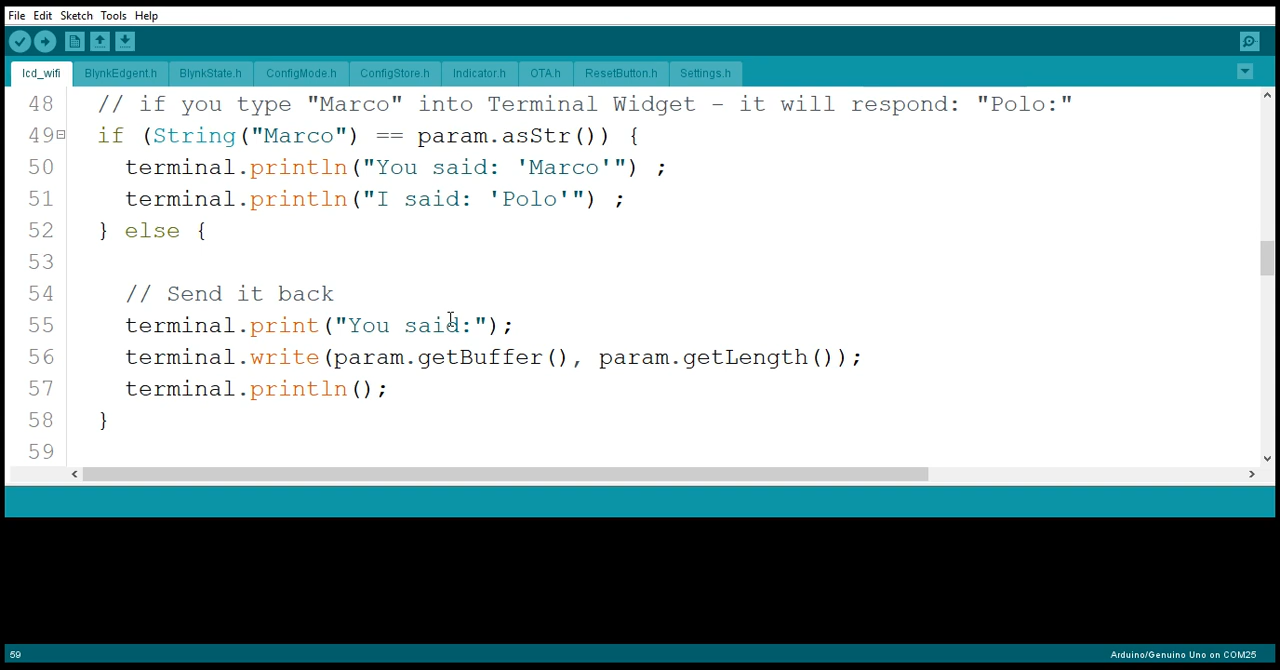 File Edit Sketch Tools Help
lcd_wifi BlynkEdgent.h BlynkState.h ConfigMode.h ConfigStore.h Indicator.h OTA.h ResetButton.h Settings.h
48 // if you type "Marco" into Terminal Widget - it will respond: "Polo:"
49 if (String("Marco") == param.asStr()) {
50 terminal.println("You said: 'Marco'") ;
51 terminal.println("I said: 'Polo'") ;
52 } else {
53
54 // Send it back
55 terminal.print("You said:");
56 terminal.write(param.getBuffer(), param.getLength());
57 terminal.println();
58 }
59
59 Arduino/Genuino Uno on COM25